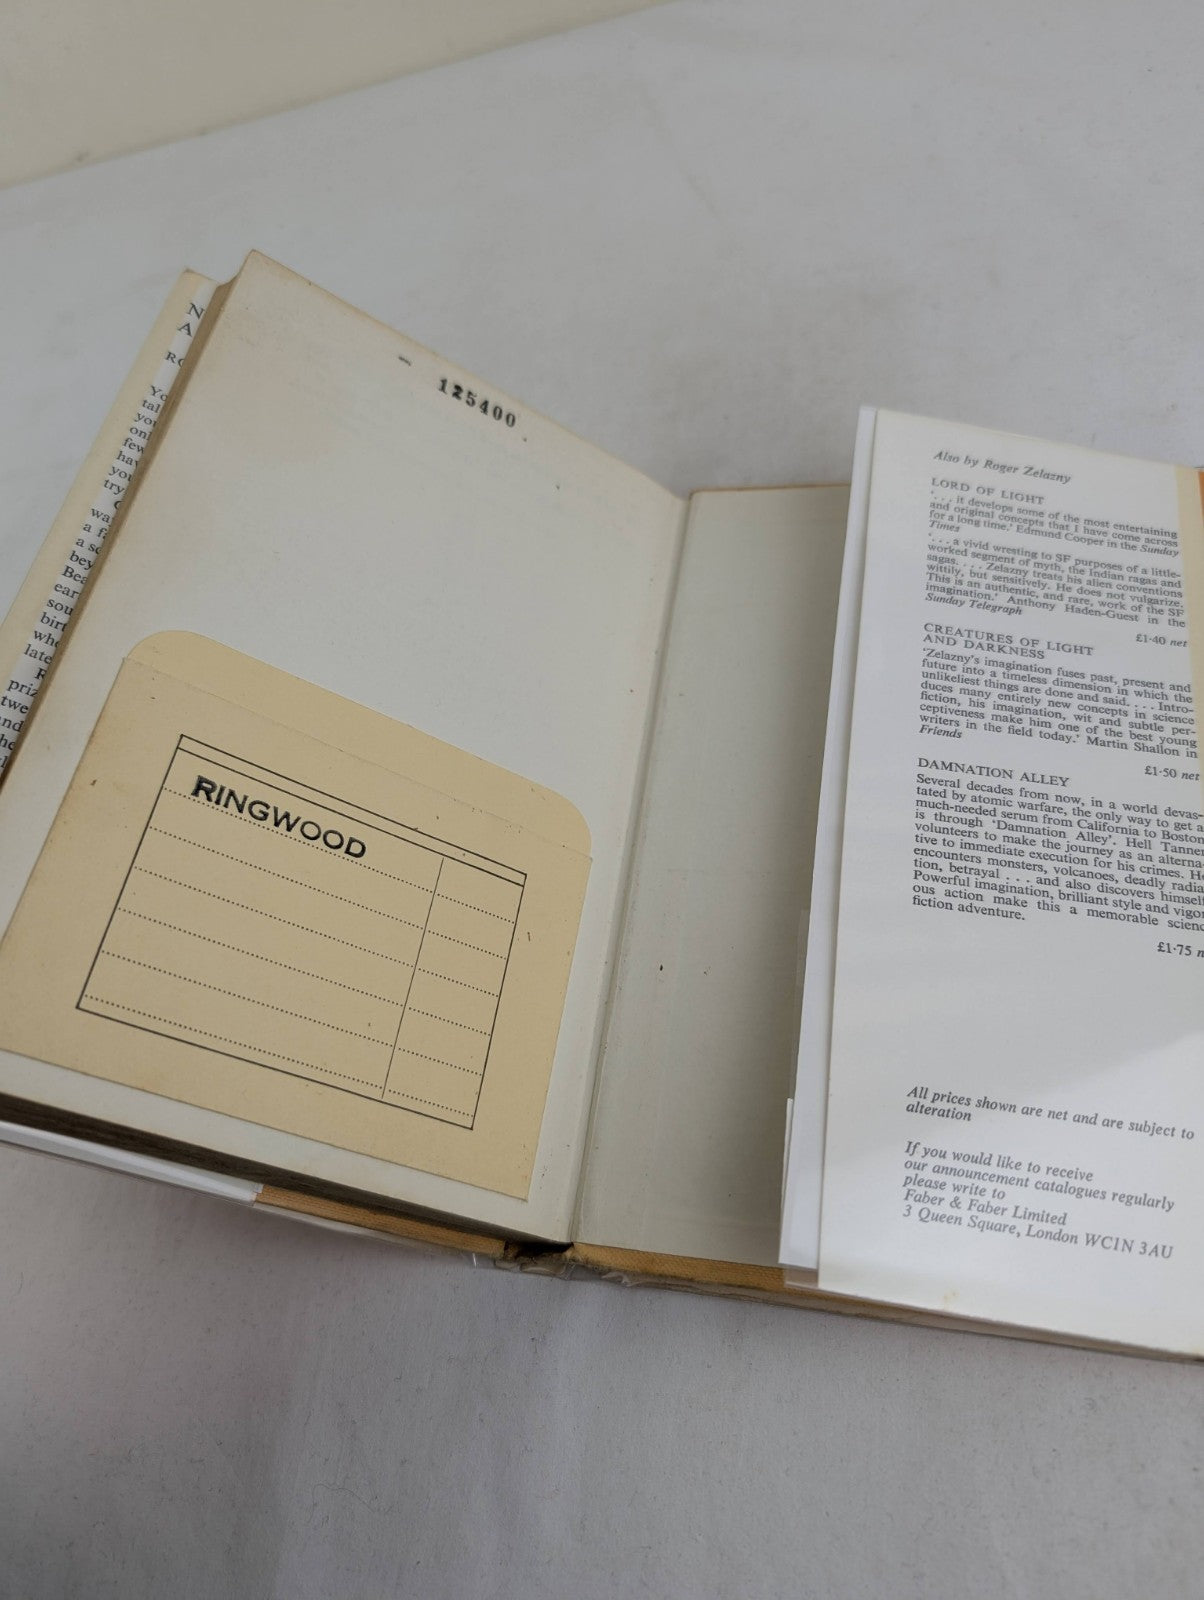 N
A
125400
RINGWOOD
Also by Roger Zelazny
LORD OF LIGHT
'. . . it develops some of the most entertaining
and original concepts that I have come across
for a long time.' Edmund Cooper in the Sunday
Times
'. . . a vivid wresting to SF purposes of a little-
worked segment of myth, the Indian ragas and
sagas. . . . Zelazny treats his alien conventions
wittily, but sensitively. He does not vulgarize.
This is an authentic, and rare, work of the SF
imagination.' Anthony Haden-Guest in the
Sunday Telegraph
£1·40 net
CREATURES OF LIGHT
AND DARKNESS
'Zelazny's imagination fuses past, present and
future into a timeless dimension in which the
unlikeliest things are done and said. . . . Intro-
duces many entirely new concepts in science
fiction, his imagination, wit and subtle per-
ceptiveness make him one of the best young
writers in the field today.' Martin Shallon in
Friends
£1·50 net
DAMNATION ALLEY
Several decades from now, in a world devas-
tated by atomic warfare, the only way to get a
much-needed serum from California to Boston
is through 'Damnation Alley'. Hell Tanner
volunteers to make the journey as an alterna-
tive to immediate execution for his crimes. He
encounters monsters, volcanoes, deadly radia-
tion, betrayal . . . and also discovers himself
Powerful imagination, brilliant style and vigor-
ous action make this a memorable science
fiction adventure.
£1·75 n
All prices shown are net and are subject to
alteration
If you would like to receive
our announcement catalogues regularly
please write to
Faber & Faber Limited
3 Queen Square, London WC1N 3AU